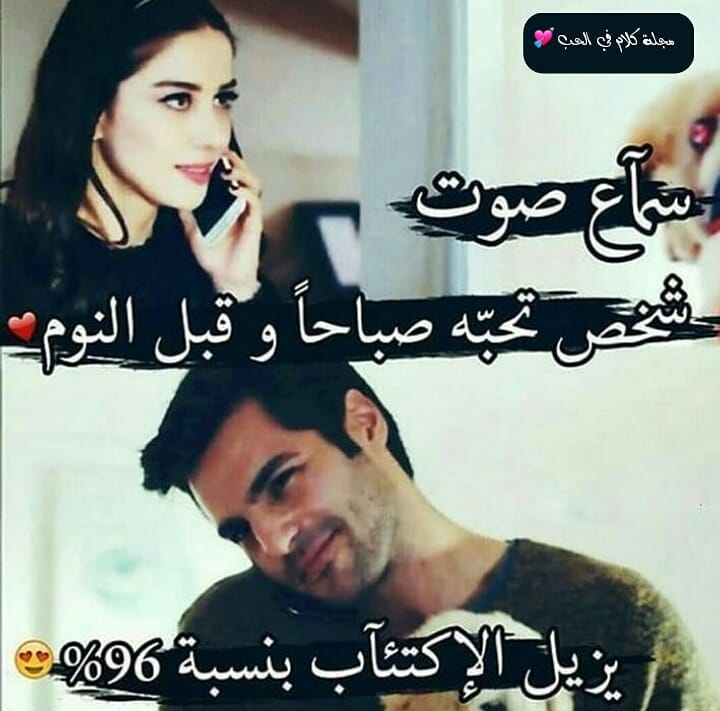 مجلة كلام في الحب 💘
سمآع صوت
شخص تحبّه صباحاً و قبل النوم❤
يزيل الإكتئآب بنسبة 96%😍